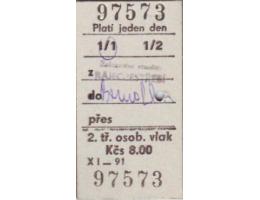 97573
Platí jeden den
1/1 1/2
z
do
přes
2. tř. osob. vlak
Kčs 8.00
XI — 91
97573